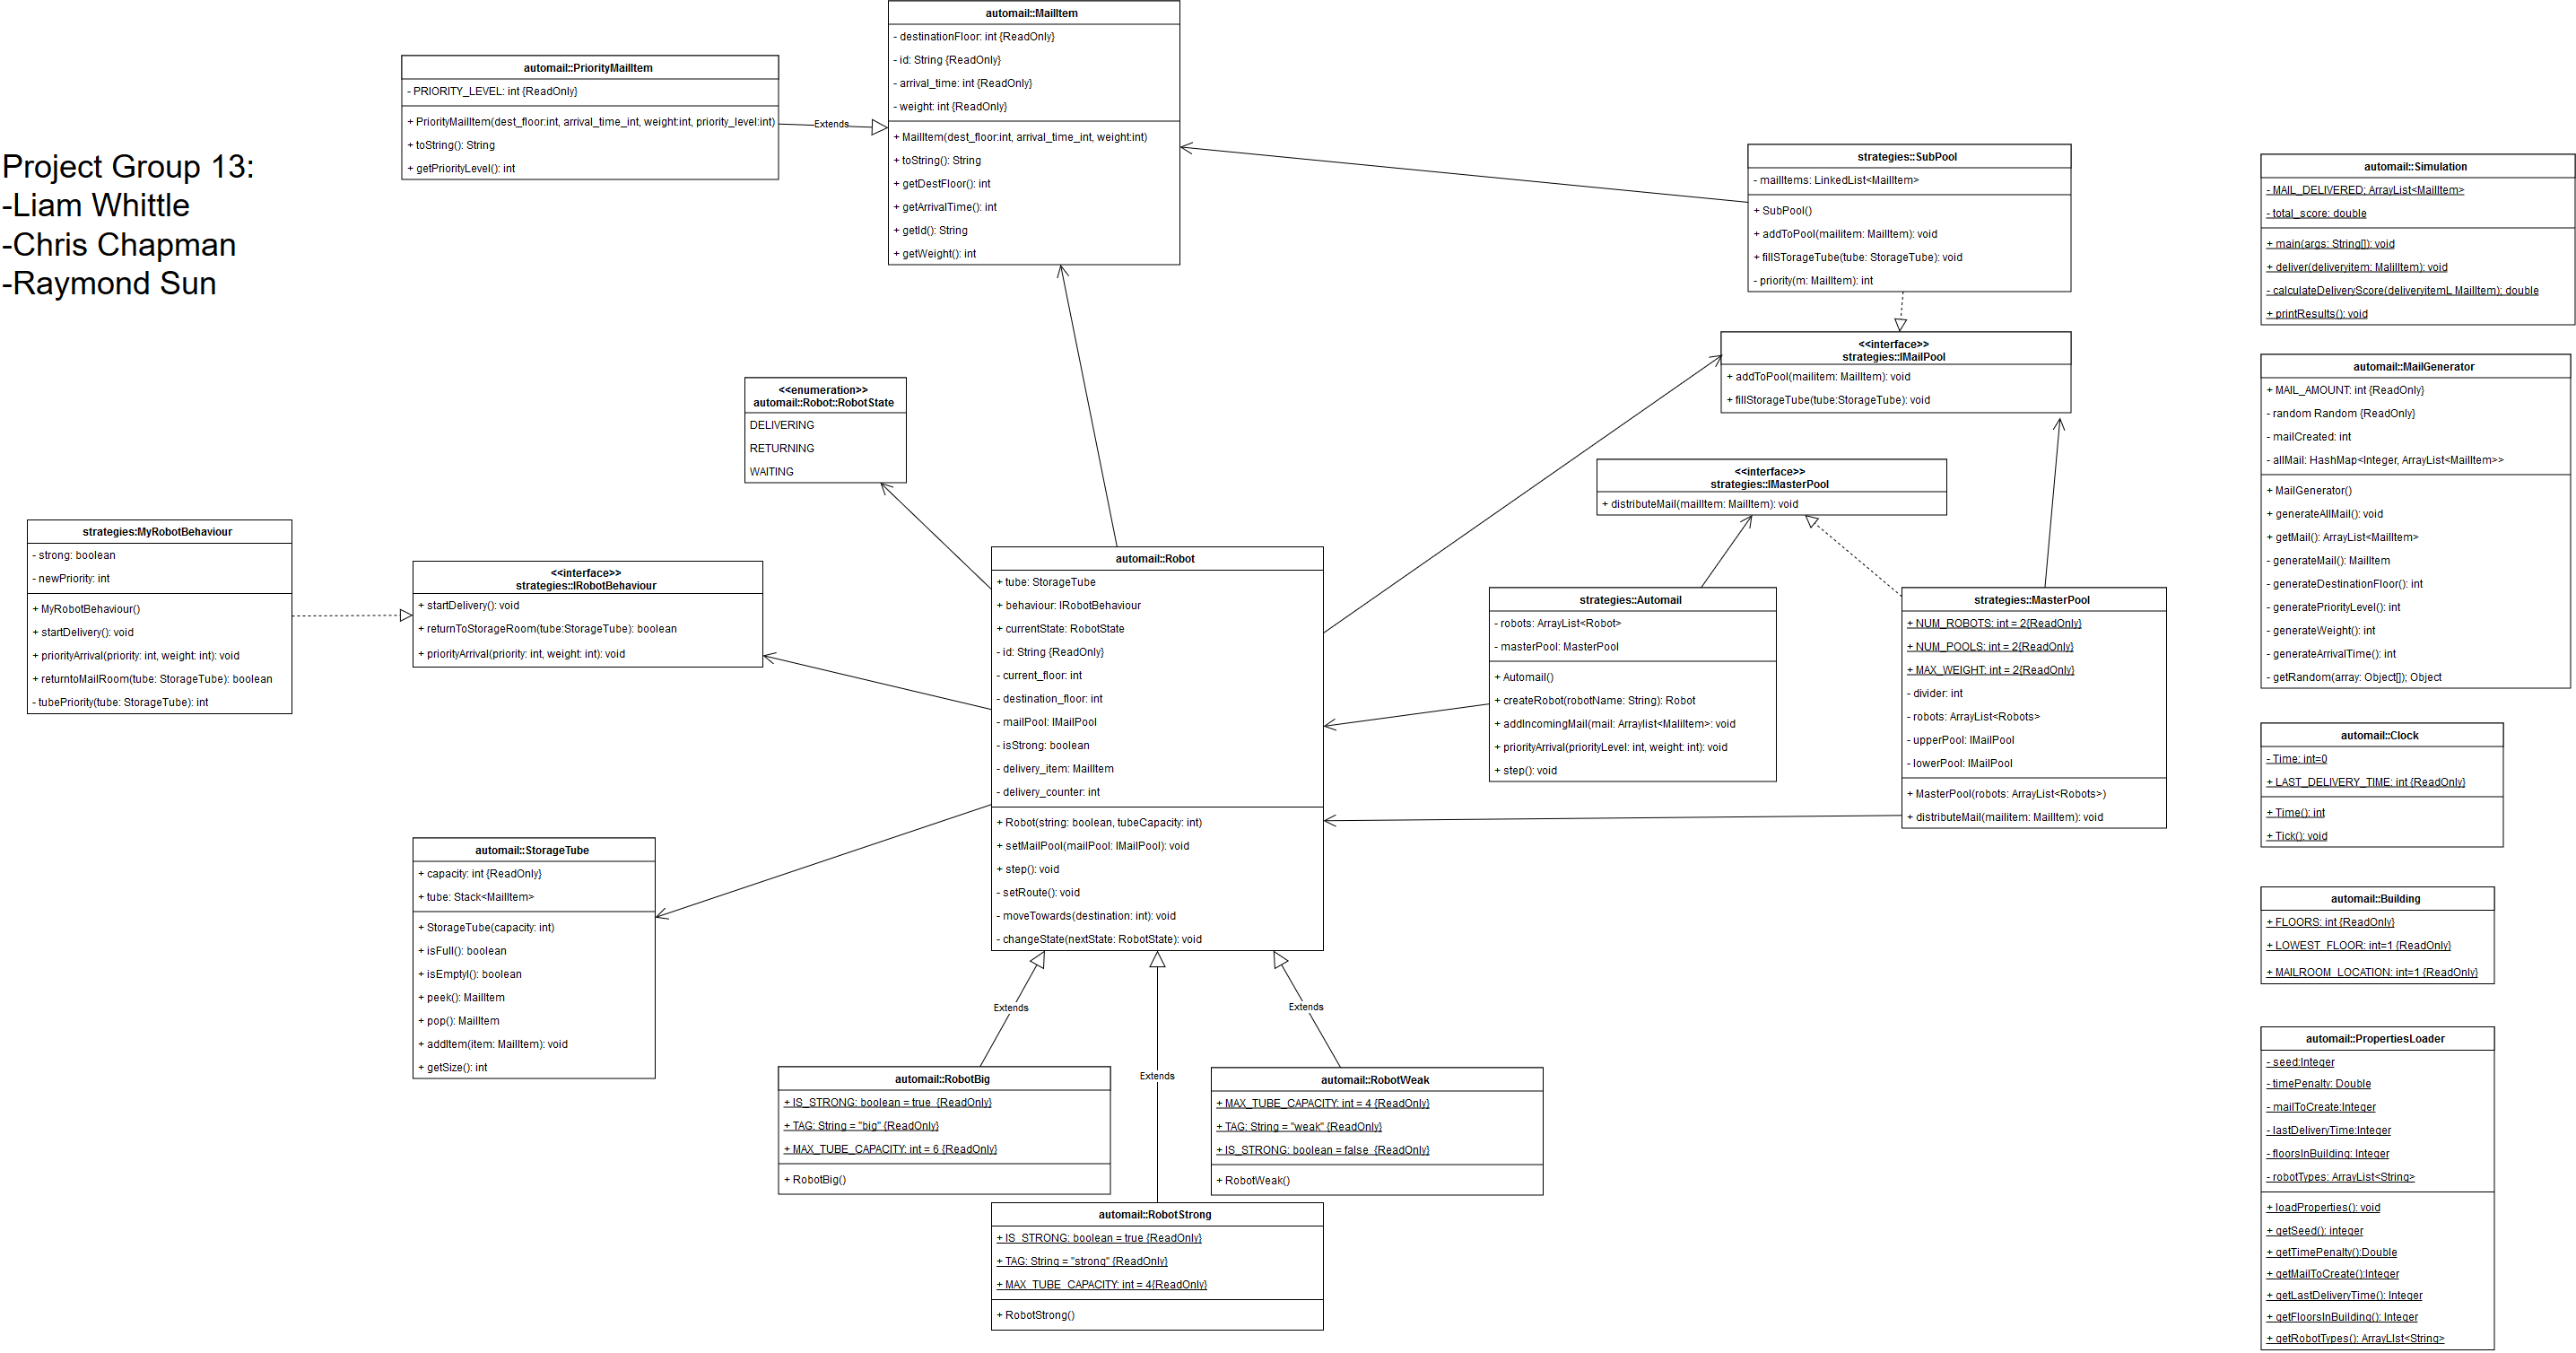 Project Group 13:
-Liam Whittle
-Chris Chapman
-Raymond Sun
automail::PriorityMailItem
- PRIORITY_LEVEL: int {ReadOnly}
+ PriorityMailItem(dest_floor:int, arrival_time_int, weight:int, priority_level:int)
+ toString(): String
+ getPriorityLevel(): int
Extends
automail::MailItem
- destinationFloor: int {ReadOnly}
- id: String {ReadOnly}
- arrival_time: int {ReadOnly}
- weight: int {ReadOnly}
+ MailItem(dest_floor:int, arrival_time_int, weight:int)
+ toString(): String
+ getDestFloor(): int
+ getArrivalTime(): int
+ getId(): String
+ getWeight(): int
strategies::SubPool
- mailItems: LinkedList<MailItem>
+ SubPool()
+ addToPool(mailitem: MailItem): void
+ fillSTorageTube(tube: StorageTube): void
- priority(m: MailItem): int
<<interface>>
strategies::IMailPool
+ addToPool(mailitem: MailItem): void
+ fillStorageTube(tube:StorageTube): void
<<interface>>
strategies::IMasterPool
+ distributeMail(mailItem: MailItem): void
<<enumeration>>
automail::Robot::RobotState
DELIVERING
RETURNING
WAITING
strategies:MyRobotBehaviour
- strong: boolean
- newPriority: int
+ MyRobotBehaviour()
+ startDelivery(): void
+ priorityArrival(priority: int, weight: int): void
+ returntoMailRoom(tube: StorageTube): boolean
- tubePriority(tube: StorageTube): int
<<interface>>
strategies::IRobotBehaviour
+ startDelivery(): void
+ returnToStorageRoom(tube:StorageTube): boolean
+ priorityArrival(priority: int, weight: int): void
automail::Robot
+ tube: StorageTube
+ behaviour: IRobotBehaviour
+ currentState: RobotState
- id: String {ReadOnly}
- current_floor: int
- destination_floor: int
- mailPool: IMailPool
- isStrong: boolean
- delivery_item: MailItem
- delivery_counter: int
+ Robot(string: boolean, tubeCapacity: int)
+ setMailPool(mailPool: IMailPool): void
+ step(): void
- setRoute(): void
- moveTowards(destination: int): void
- changeState(nextState: RobotState): void
strategies::Automail
- robots: ArrayList<Robot>
- masterPool: MasterPool
+ Automail()
+ createRobot(robotName: String): Robot
+ addIncomingMail(mail: Arraylist<MaliItem>: void
+ priorityArrival(priorityLevel: int, weight: int): void
+ step(): void
strategies::MasterPool
+ NUM_ROBOTS: int = 2{ReadOnly}
+ NUM_POOLS: int = 2{ReadOnly}
+ MAX_WEIGHT: int = 2{ReadOnly}
- divider: int
- robots: ArrayList<Robots>
- upperPool: IMailPool
- lowerPool: IMailPool
+ MasterPool(robots: ArrayList<Robots>)
+ distributeMail(mailitem: MailItem): void
automail::StorageTube
+ capacity: int {ReadOnly}
+ tube: Stack<MailItem>
+ StorageTube(capacity: int)
+ isFull(): boolean
+ isEmptyI(): boolean
+ peek(): MailItem
+ pop(): MailItem
+ addItem(item: MailItem): void
+ getSize(): int
Extends
Extends
Extends
automail::RobotBig
+ IS_STRONG: boolean = true {ReadOnly}
+ TAG: String = "big" {ReadOnly}
+ MAX_TUBE_CAPACITY: int = 6 {ReadOnly}
+ RobotBig()
automail::RobotWeak
+ MAX_TUBE_CAPACITY: int = 4 {ReadOnly}
+ TAG: String = "weak" {ReadOnly}
+ IS_STRONG: boolean = false {ReadOnly}
+ RobotWeak()
automail::RobotStrong
+ IS_STRONG: boolean = true {ReadOnly}
+ TAG: String = "strong" {ReadOnly}
+ MAX_TUBE_CAPACITY: int = 4{ReadOnly}
+ RobotStrong()
automail::Simulation
- MAIL_DELIVERED: ArrayList<MailItem>
- total_score: double
+ main(args: String[]): void
+ deliver(deliveryitem: MaliItem): void
- calculateDeliveryScore(deliveryitemL MailItem): double
+ printResults(): void
automail::MailGenerator
+ MAIL_AMOUNT: int {ReadOnly}
- random Random {ReadOnly}
- mailCreated: int
- allMail: HashMap<Integer, ArrayList<MailItem>>
+ MailGenerator()
+ generateAllMail(): void
+ getMail(): ArrayList<MailItem>
- generateMail(): MailItem
- generateDestinationFloor(): int
- generatePriorityLevel(): int
- generateWeight(): int
- generateArrivalTime(): int
- getRandom(array: Object[]); Object
automail::Clock
- Time: int=0
+ LAST_DELIVERY_TIME: int {ReadOnly}
+ Time(): int
+ Tick(): void
automail::Building
+ FLOORS: int {ReadOnly}
+ LOWEST_FLOOR: int=1 {ReadOnly}
+ MAILROOM_LOCATION: int=1 {ReadOnly}
automail::PropertiesLoader
- seed:Integer
- timePenalty: Double
- mailToCreate:Integer
- lastDeliveryTime:Integer
- floorsInBuilding: Integer
- robotTypes: ArrayList<String>
+ loadProperties(): void
+ getSeed(): integer
+ getTimePenalty():Double
+ getMailToCreate():Integer
+ getLastDeliveryTime(): Integer
+ getFloorsInBuilding(): Integer
+ getRobotTypes(): ArrayLIst<String>